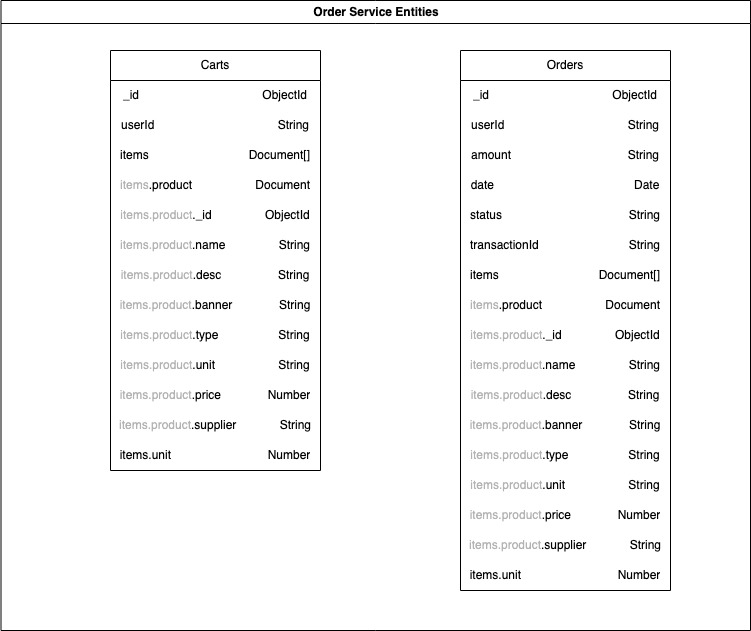 Order Service Entities
Carts
_id ObjectId
userId String
items Document[]
items.product Document
items.product._id ObjectId
items.product.name String
items.product.desc String
items.product.banner String
items.product.type String
items.product.unit String
items.product.price Number
items.product.supplier String
items.unit Number
Orders
_id ObjectId
userId String
amount String
date Date
status String
transactionId String
items Document[]
items.product Document
items.product._id ObjectId
items.product.name String
items.product.desc String
items.product.banner String
items.product.type String
items.product.unit String
items.product.price Number
items.product.supplier String
items.unit Number